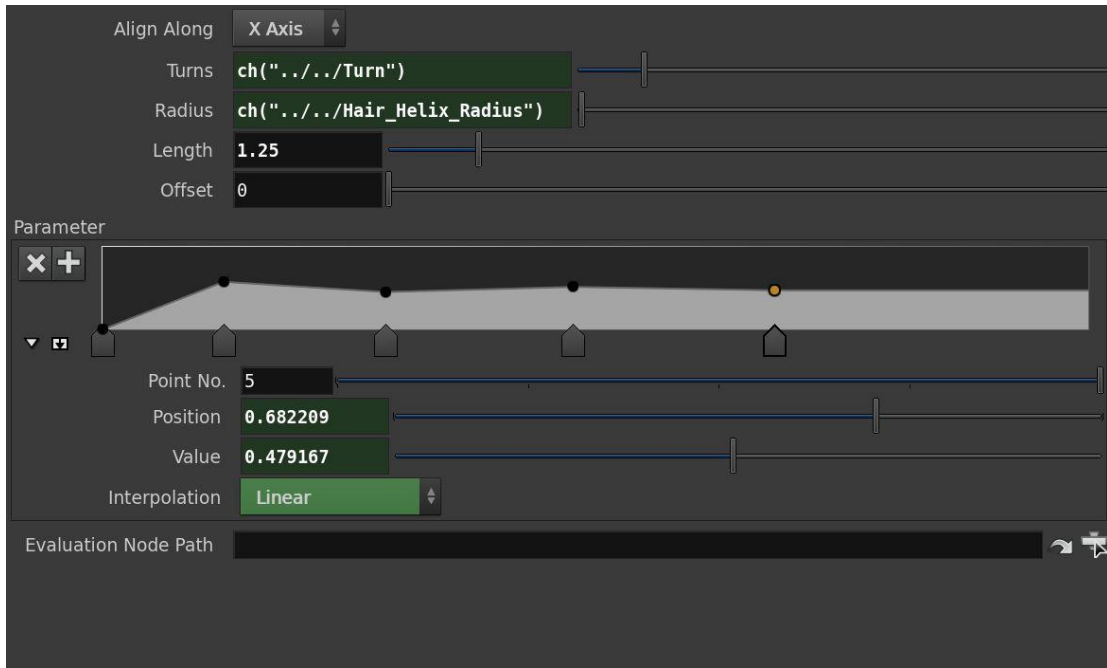 Align Along X Axis
Turns ch("../../Turn")
Radius ch("../../Hair_Helix_Radius")
Length 1.25
Offset 0
Parameter
Point No. 5
Position 0.682209
Value 0.479167
Interpolation Linear
Evaluation Node Path